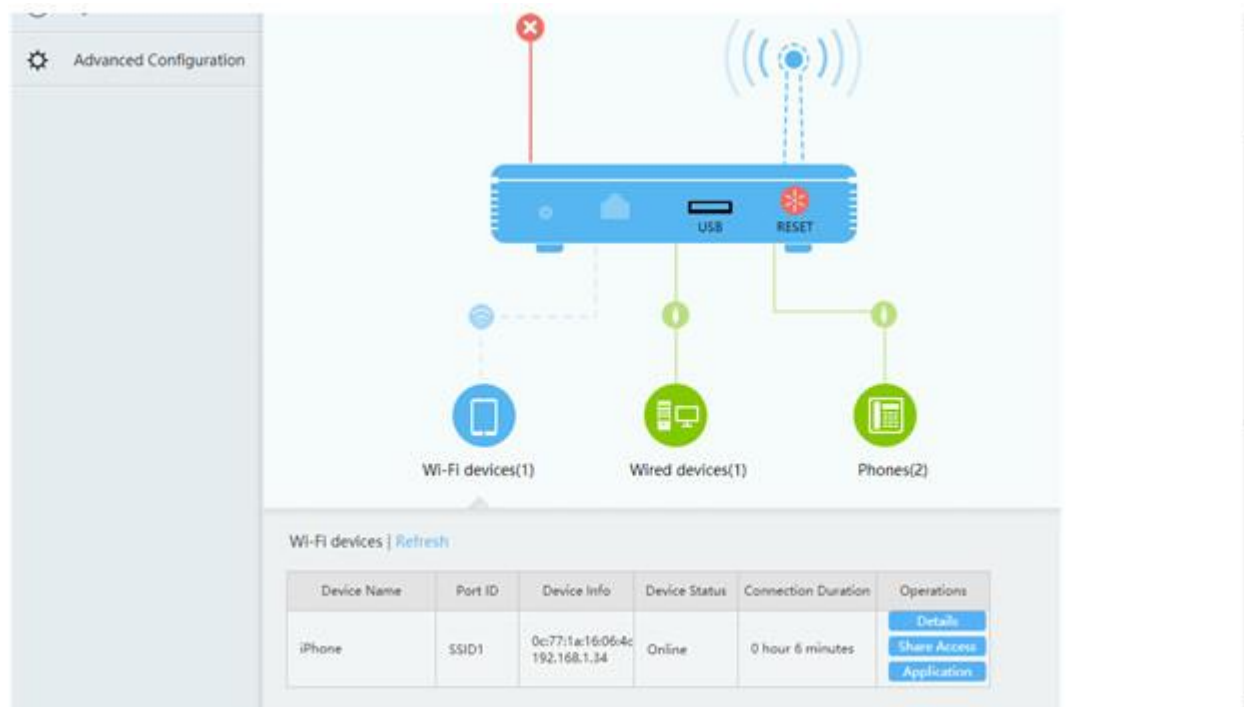 Advanced Configuration
USB
RESET
Wi-Fi devices(1)
Wired devices(1)
Phones(2)
Wi-Fi devices | Refresh
Device Name Port ID Device Info Device Status Connection Duration Operations
iPhone SSID1 0c:77:1a:16:06:4c Online 0 hour 6 minutes Details
192.168.1.34 Share Access
Application